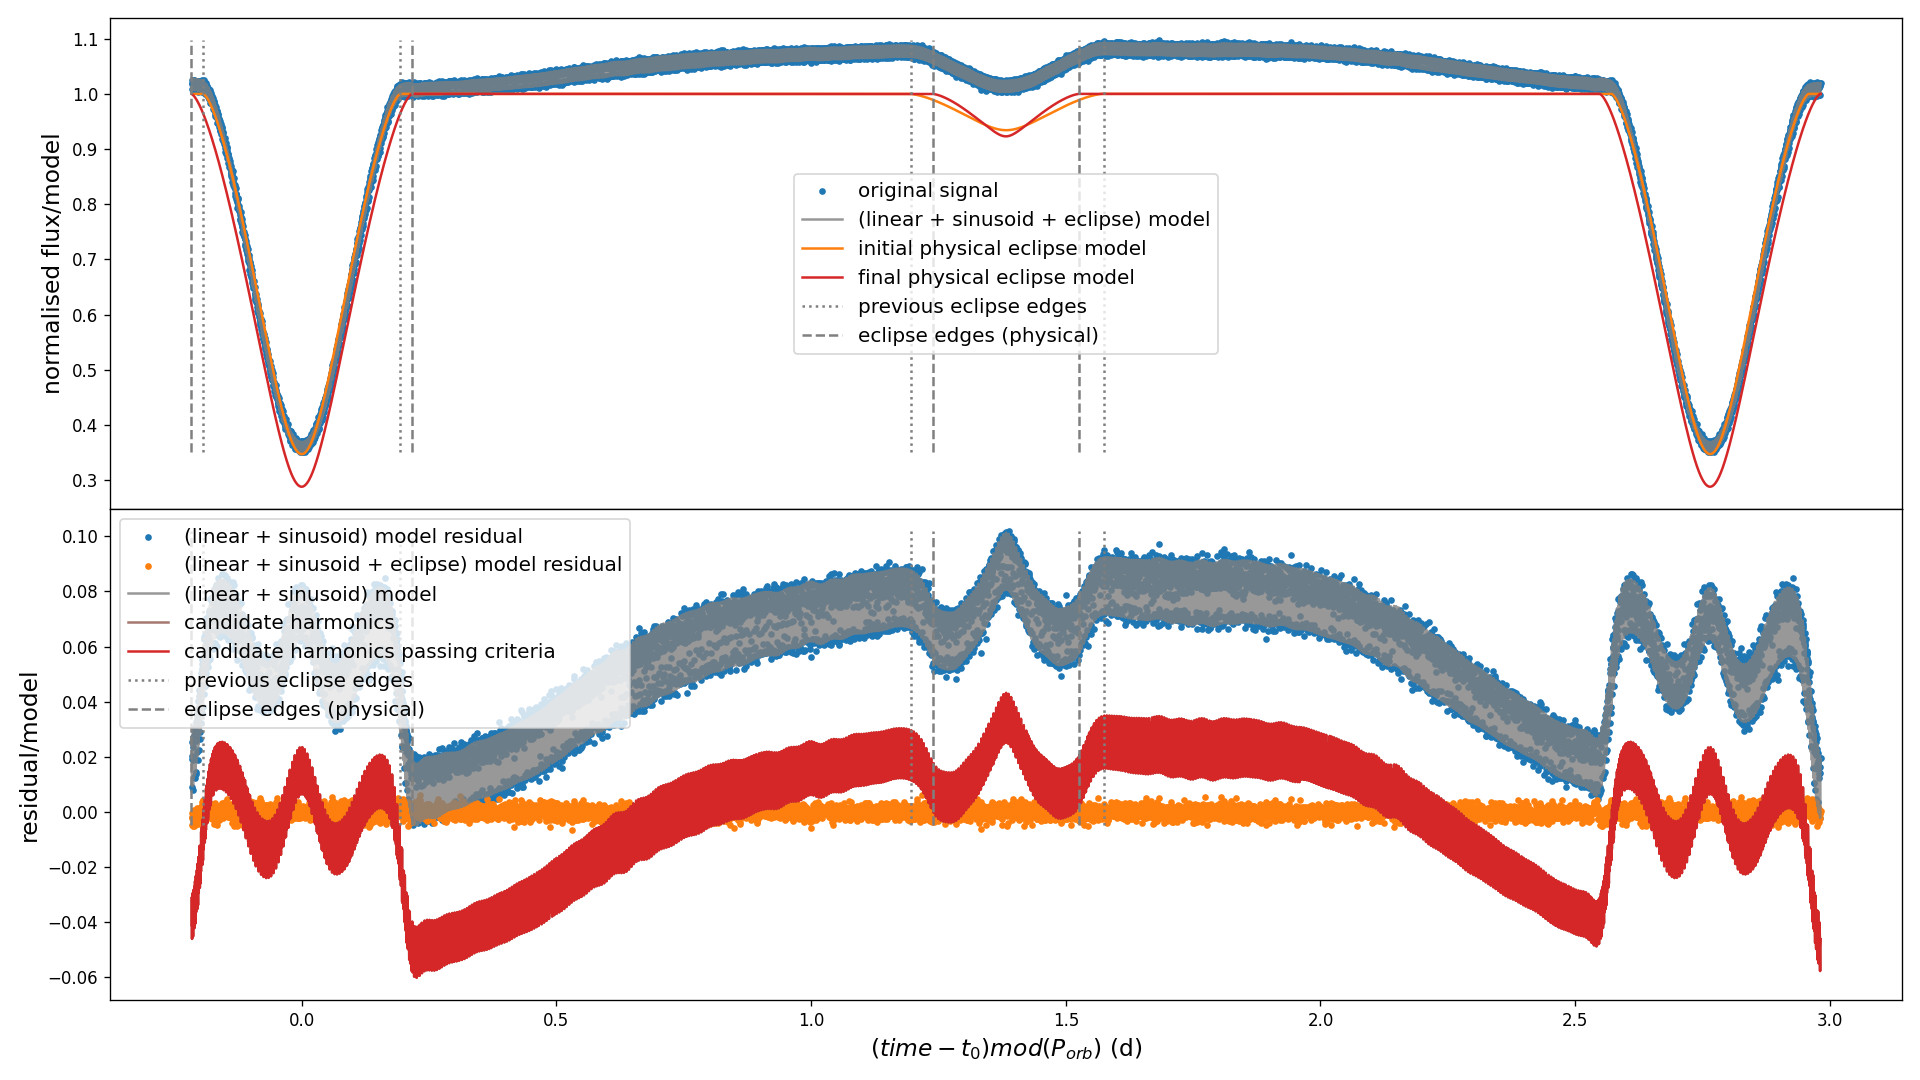 normalised flux/model
1.1
1.0
0.9
0.8
0.7
0.6
0.5
0.4
0.3
original signal
(linear + sinusoid + eclipse) model
initial physical eclipse model
final physical eclipse model
previous eclipse edges
eclipse edges (physical)
residual/model
0.10
0.08
0.06
0.04
0.02
0.00
−0.02
−0.04
−0.06
(linear + sinusoid) model residual
(linear + sinusoid + eclipse) model residual
(linear + sinusoid) model
candidate harmonics
candidate harmonics passing criteria
previous eclipse edges
eclipse edges (physical)
0.0 0.5 1.0 1.5 2.0 2.5 3.0
(time − t₀)mod(Pₒᵣb) (d)